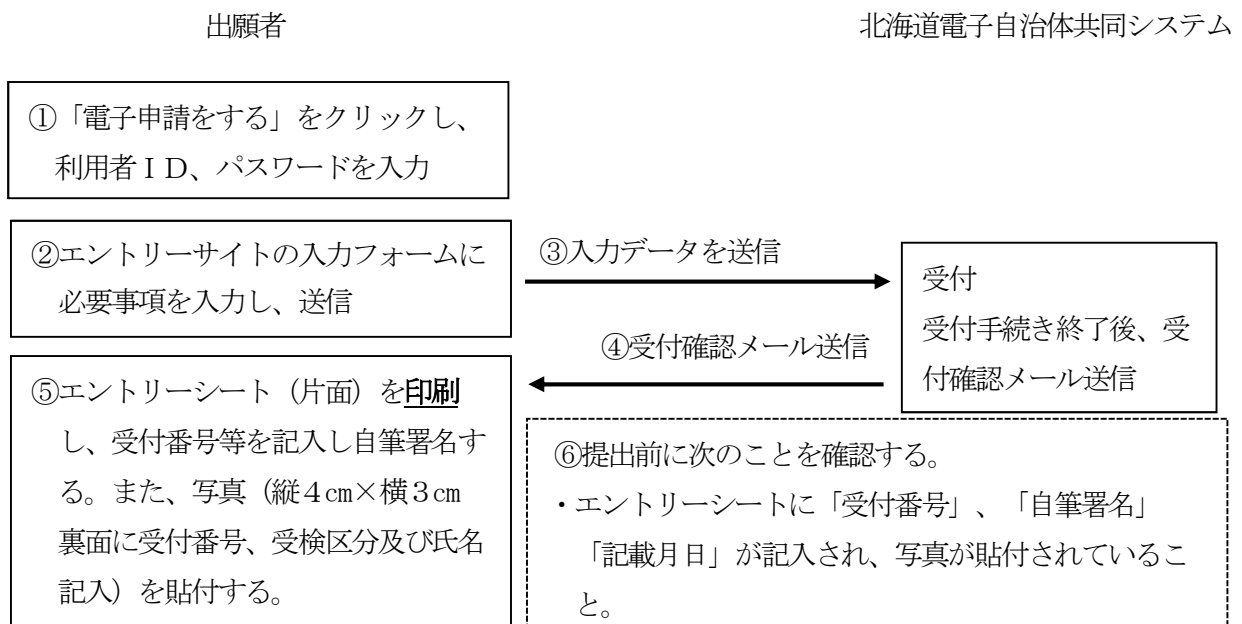 出願者
北海道電子自治体共同システム
①「電子申請をする」をクリックし、
利用者ＩＤ、パスワードを入力
②エントリーサイトの入力フォームに
必要事項を入力し、送信
③入力データを送信
受付
受付手続き終了後、受
付確認メール送信
④受付確認メール送信
⑤エントリーシート（片面）を印刷
し、受付番号等を記入し自筆署名す
る。また、写真（縦４㎝×横３㎝
裏面に受付番号、受検区分及び氏名
記入）を貼付する。
⑥提出前に次のことを確認する。
・エントリーシートに「受付番号」、「自筆署名」
「記載月日」が記入され、写真が貼付されているこ
と。